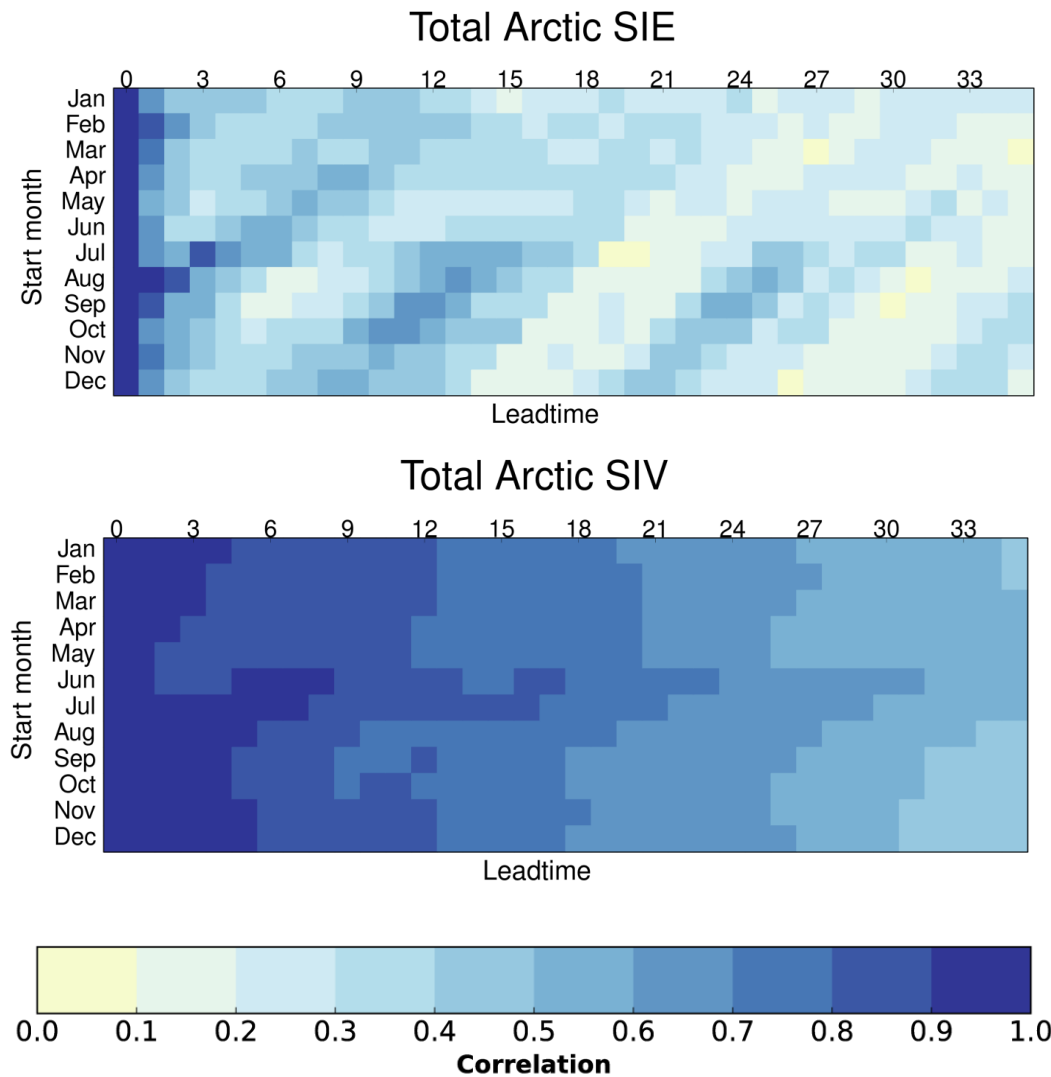 Total Arctic SIE
0 3 6 9 12 15 18 21 24 27 30 33
Start month
Jan
Feb
Mar
Apr
May
Jun
Jul
Aug
Sep
Oct
Nov
Dec
Leadtime
Total Arctic SIV
0 3 6 9 12 15 18 21 24 27 30 33
Start month
Jan
Feb
Mar
Apr
May
Jun
Jul
Aug
Sep
Oct
Nov
Dec
Leadtime
0.0 0.1 0.2 0.3 0.4 0.5 0.6 0.7 0.8 0.9 1.0
Correlation